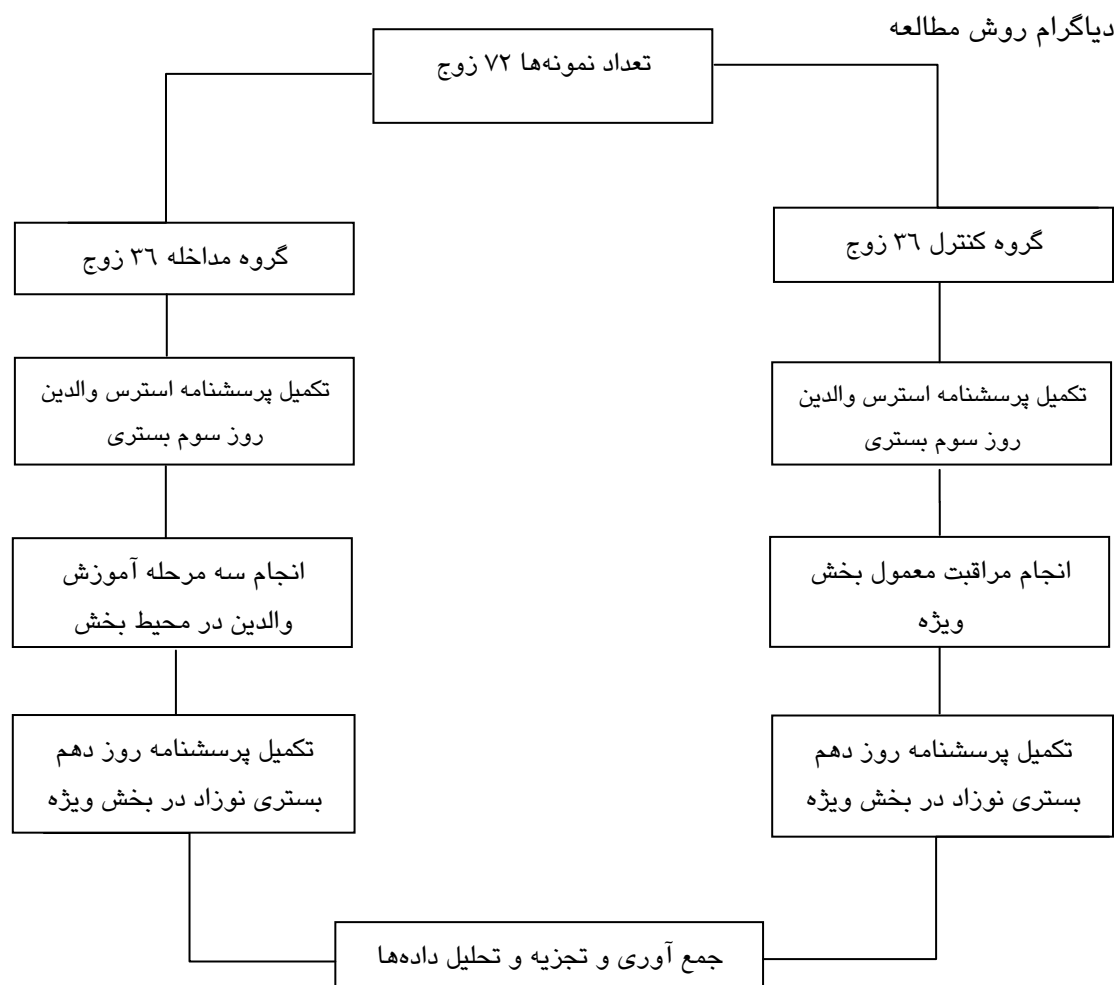 دیاگرام روش مطالعه
تعداد نمونه‌ها ۷۲ زوج
گروه کنترل ۳٦ زوج
گروه مداخله ۳٦ زوج
تکمیل پرسشنامه استرس والدین
روز سوم بستری
تکمیل پرسشنامه استرس والدین
روز سوم بستری
انجام مراقبت معمول بخش
ویژه
انجام سه مرحله آموزش
والدین در محیط بخش
تکمیل پرسشنامه روز دهم
بستری نوزاد در بخش ویژه
تکمیل پرسشنامه روز دهم
بستری نوزاد در بخش ویژه
جمع آوری و تجزیه و تحلیل داده‌ها